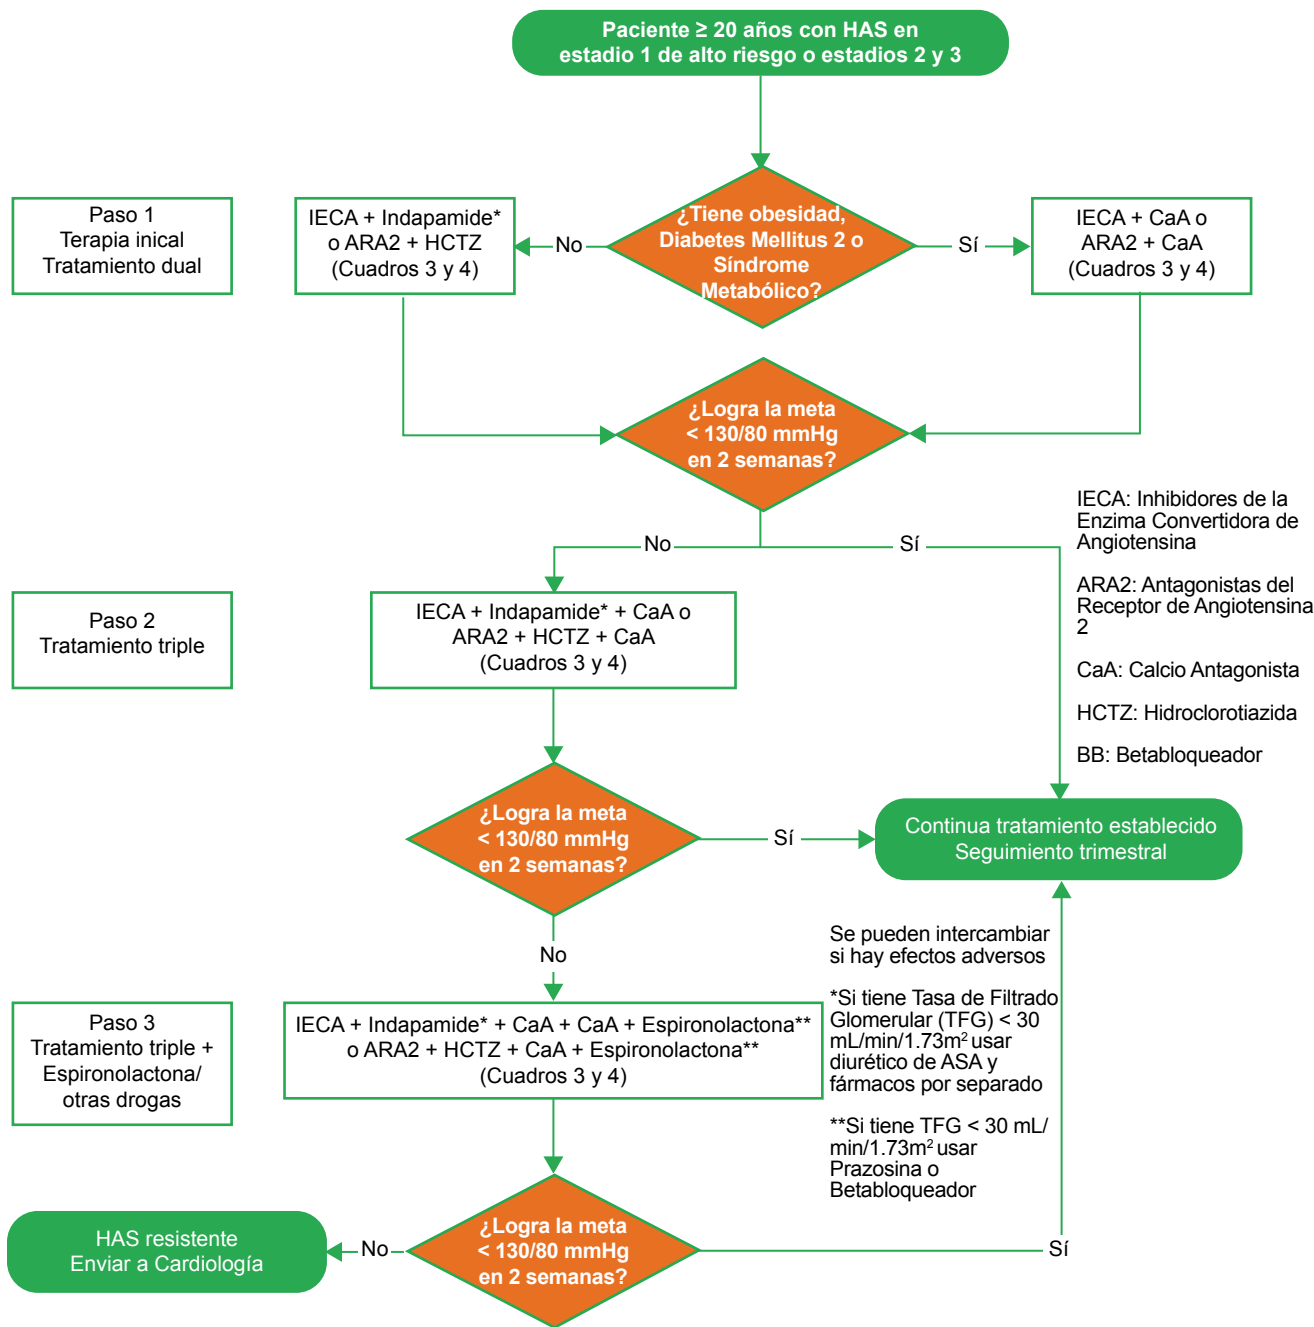 Paciente ≥ 20 años con HAS en
estadio 1 de alto riesgo o estadios 2 y 3
Paso 1
Terapia inical
Tratamiento dual
IECA + Indapamide*
o ARA2 + HCTZ
(Cuadros 3 y 4)
No
¿Tiene obesidad,
Diabetes Mellitus 2 o
Síndrome
Metabólico?
Sí
IECA + CaA o
ARA2 + CaA
(Cuadros 3 y 4)
¿Logra la meta
< 130/80 mmHg
en 2 semanas?
No
Sí
IECA: Inhibidores de la
Enzima Convertidora de
Angiotensina
ARA2: Antagonistas del
Receptor de Angiotensina
2
CaA: Calcio Antagonista
HCTZ: Hidroclorotiazida
BB: Betabloqueador
Paso 2
Tratamiento triple
IECA + Indapamide* + CaA o
ARA2 + HCTZ + CaA
(Cuadros 3 y 4)
¿Logra la meta
< 130/80 mmHg
en 2 semanas?
Sí
Continua tratamiento establecido
Seguimiento trimestral
No
Se pueden intercambiar
si hay efectos adversos
*Si tiene Tasa de Filtrado
Glomerular (TFG) < 30
mL/min/1.73m² usar
diurético de ASA y
fármacos por separado
**Si tiene TFG < 30 mL/
min/1.73m² usar
Prazosina o
Betabloqueador
Paso 3
Tratamiento triple +
Espironolactona/
otras drogas
IECA + Indapamide* + CaA + CaA + Espironolactona**
o ARA2 + HCTZ + CaA + Espironolactona**
(Cuadros 3 y 4)
HAS resistente
Enviar a Cardiología
No
¿Logra la meta
< 130/80 mmHg
en 2 semanas?
Sí